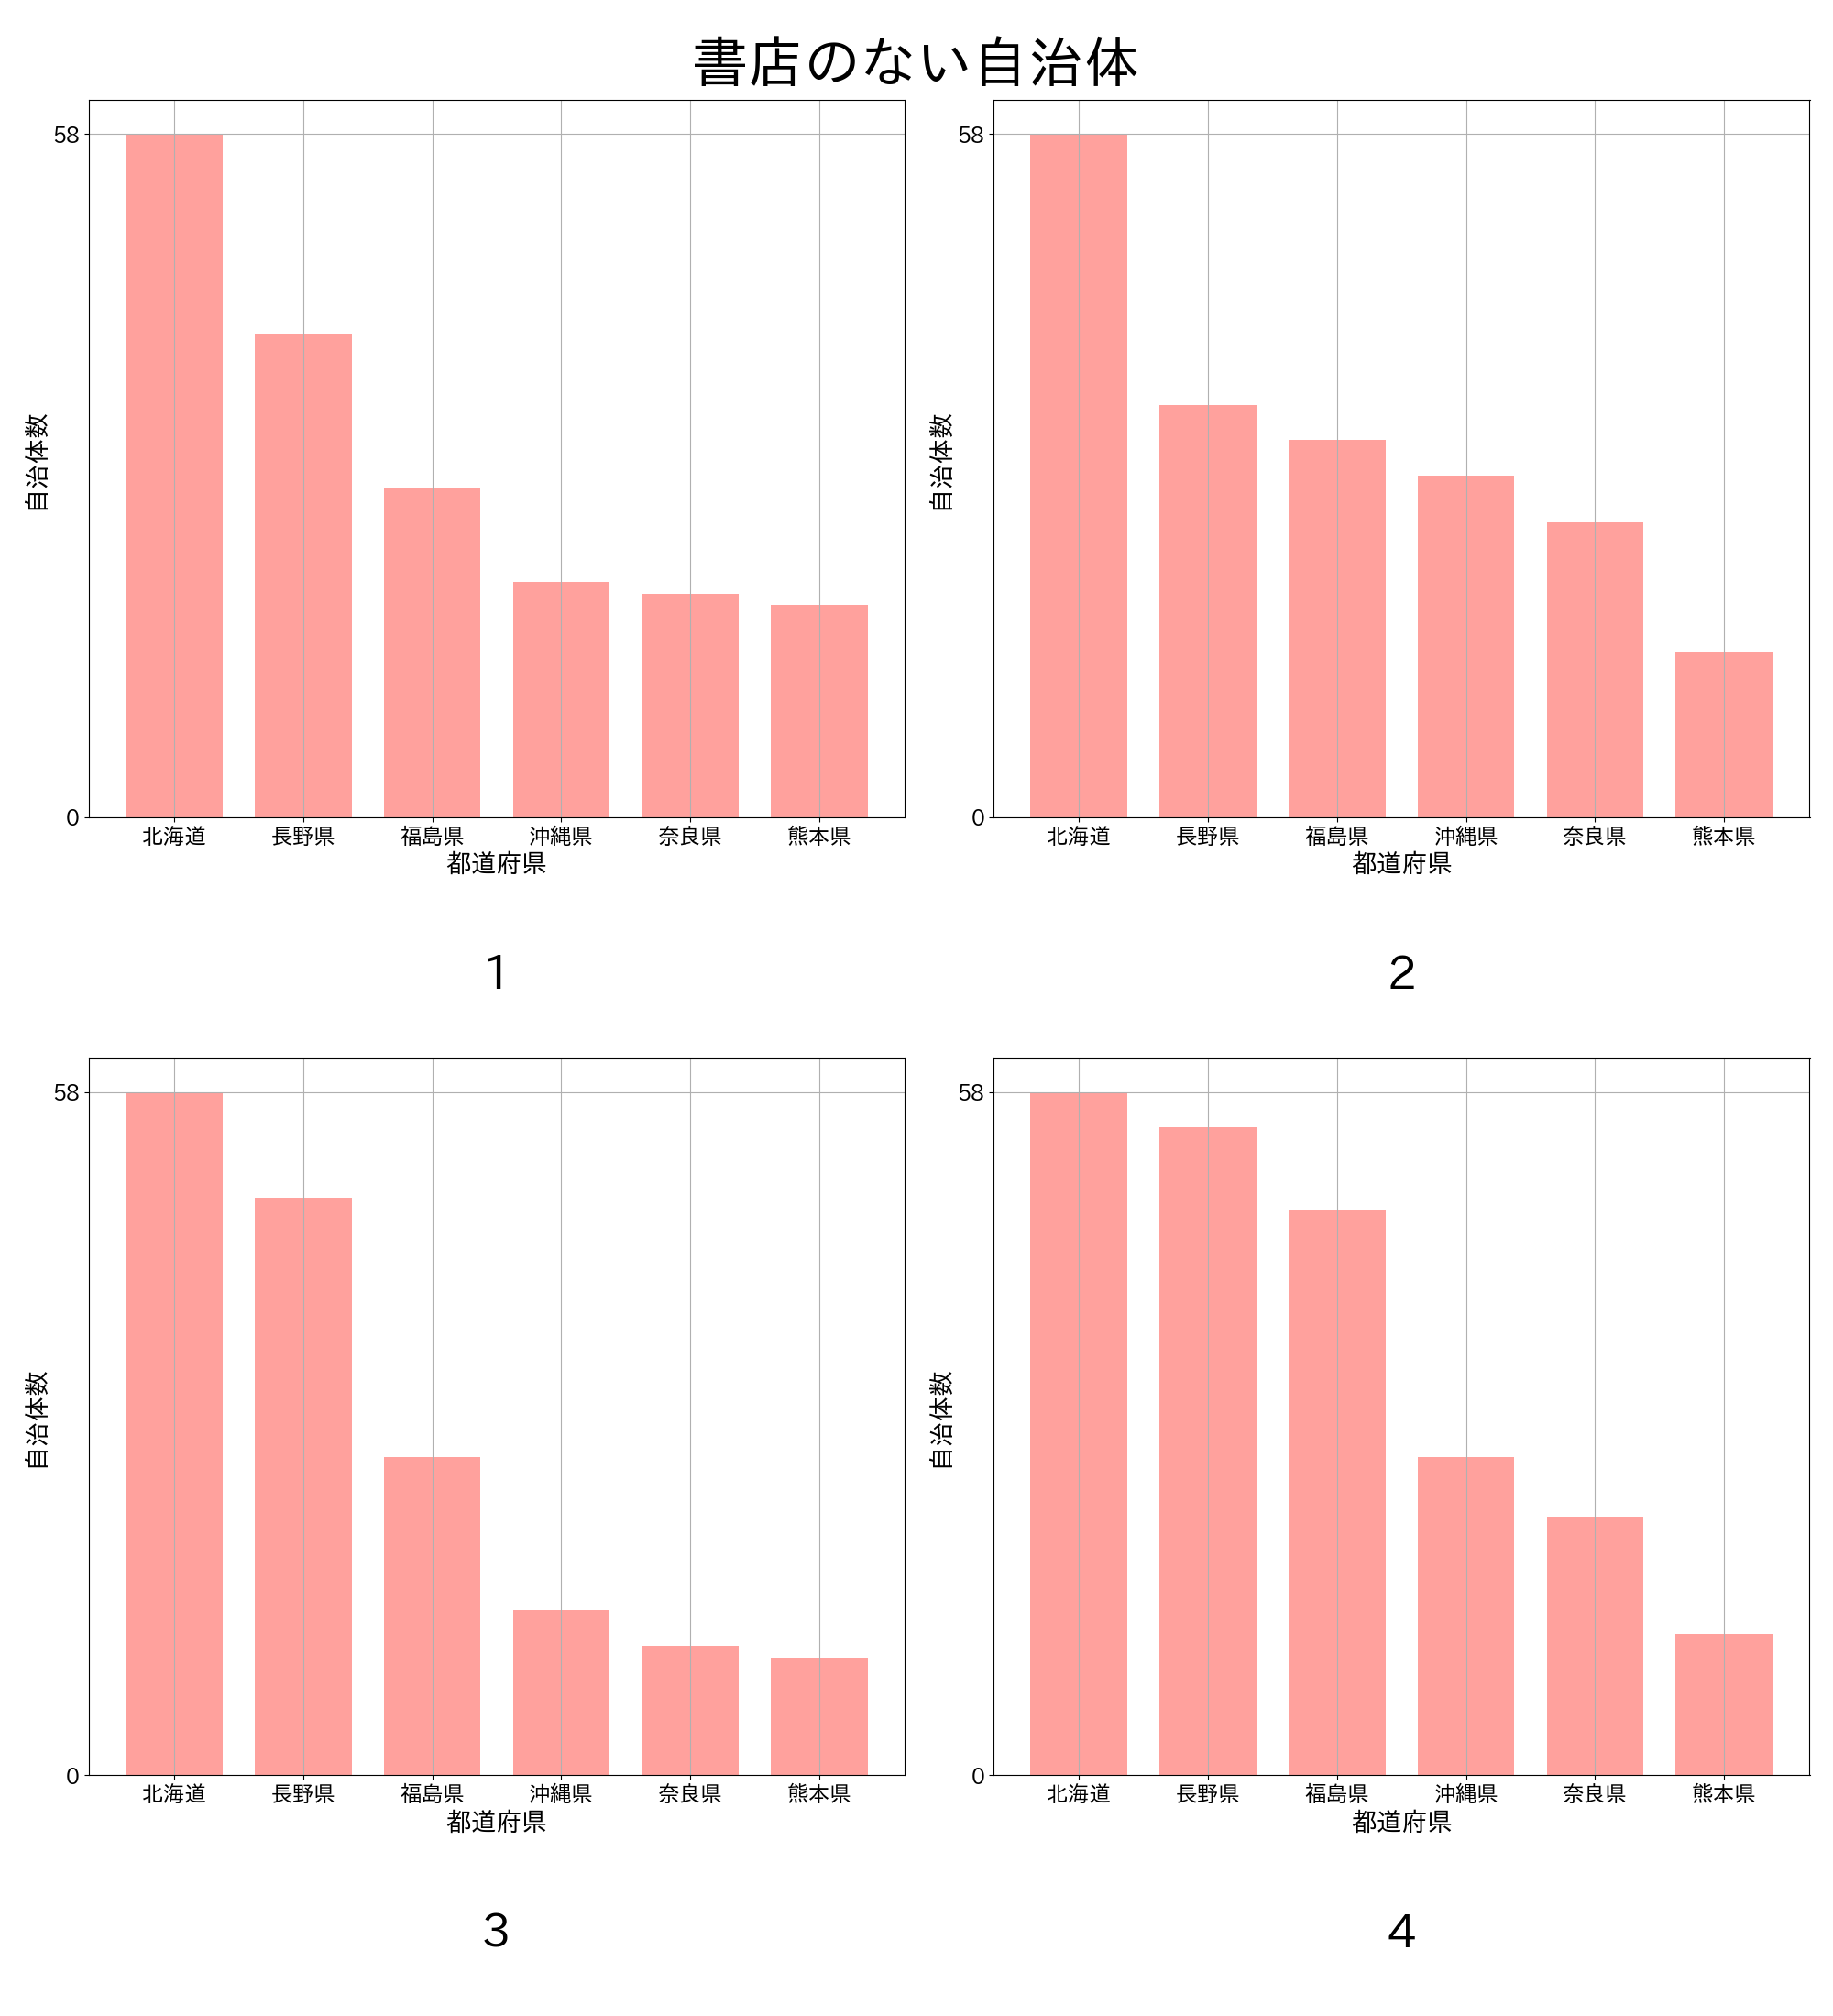 書店のない自治体
58
0
自治体数
北海道 長野県 福島県 沖縄県 奈良県 熊本県
都道府県
1
58
0
自治体数
北海道 長野県 福島県 沖縄県 奈良県 熊本県
都道府県
2
58
0
自治体数
北海道 長野県 福島県 沖縄県 奈良県 熊本県
都道府県
3
58
0
自治体数
北海道 長野県 福島県 沖縄県 奈良県 熊本県
都道府県
4